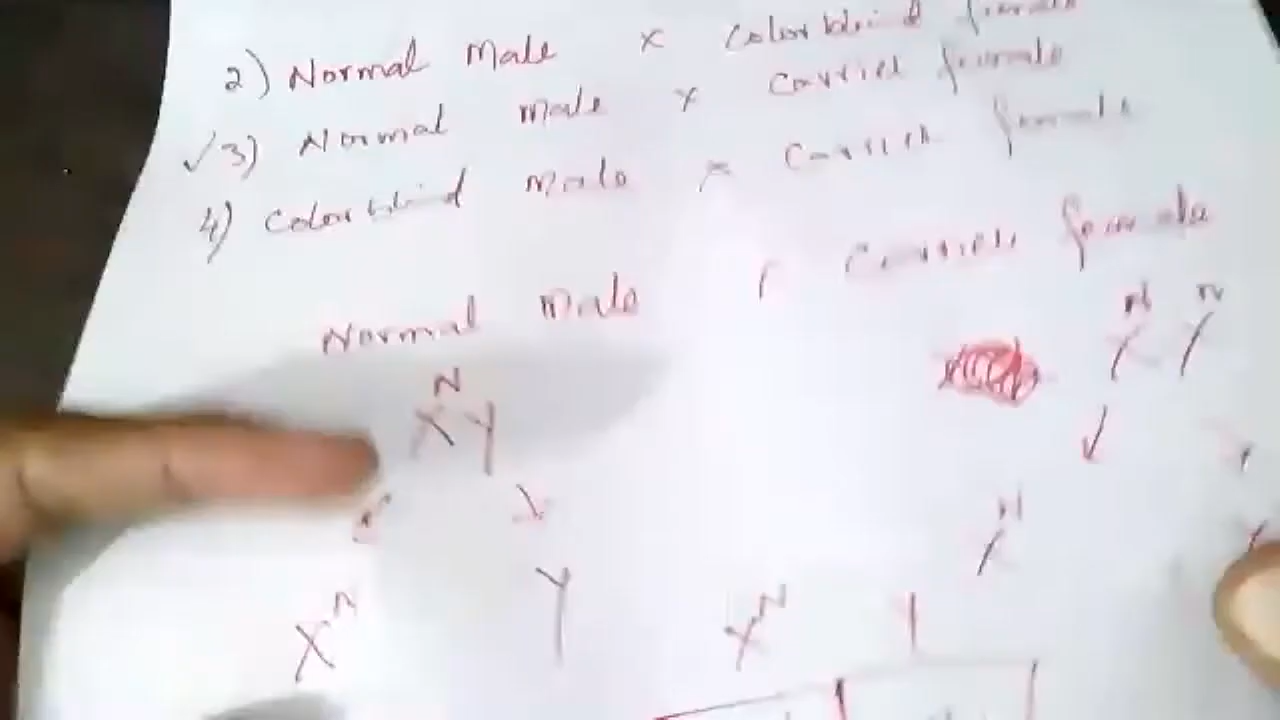 2) Normal Male x Colorblind female
✓3) Normal male x Carrier female
4) Colorblind male x Carrier female
Normal male Carrier female
N N N
X Y X X
N
X
N N
X Y X Y